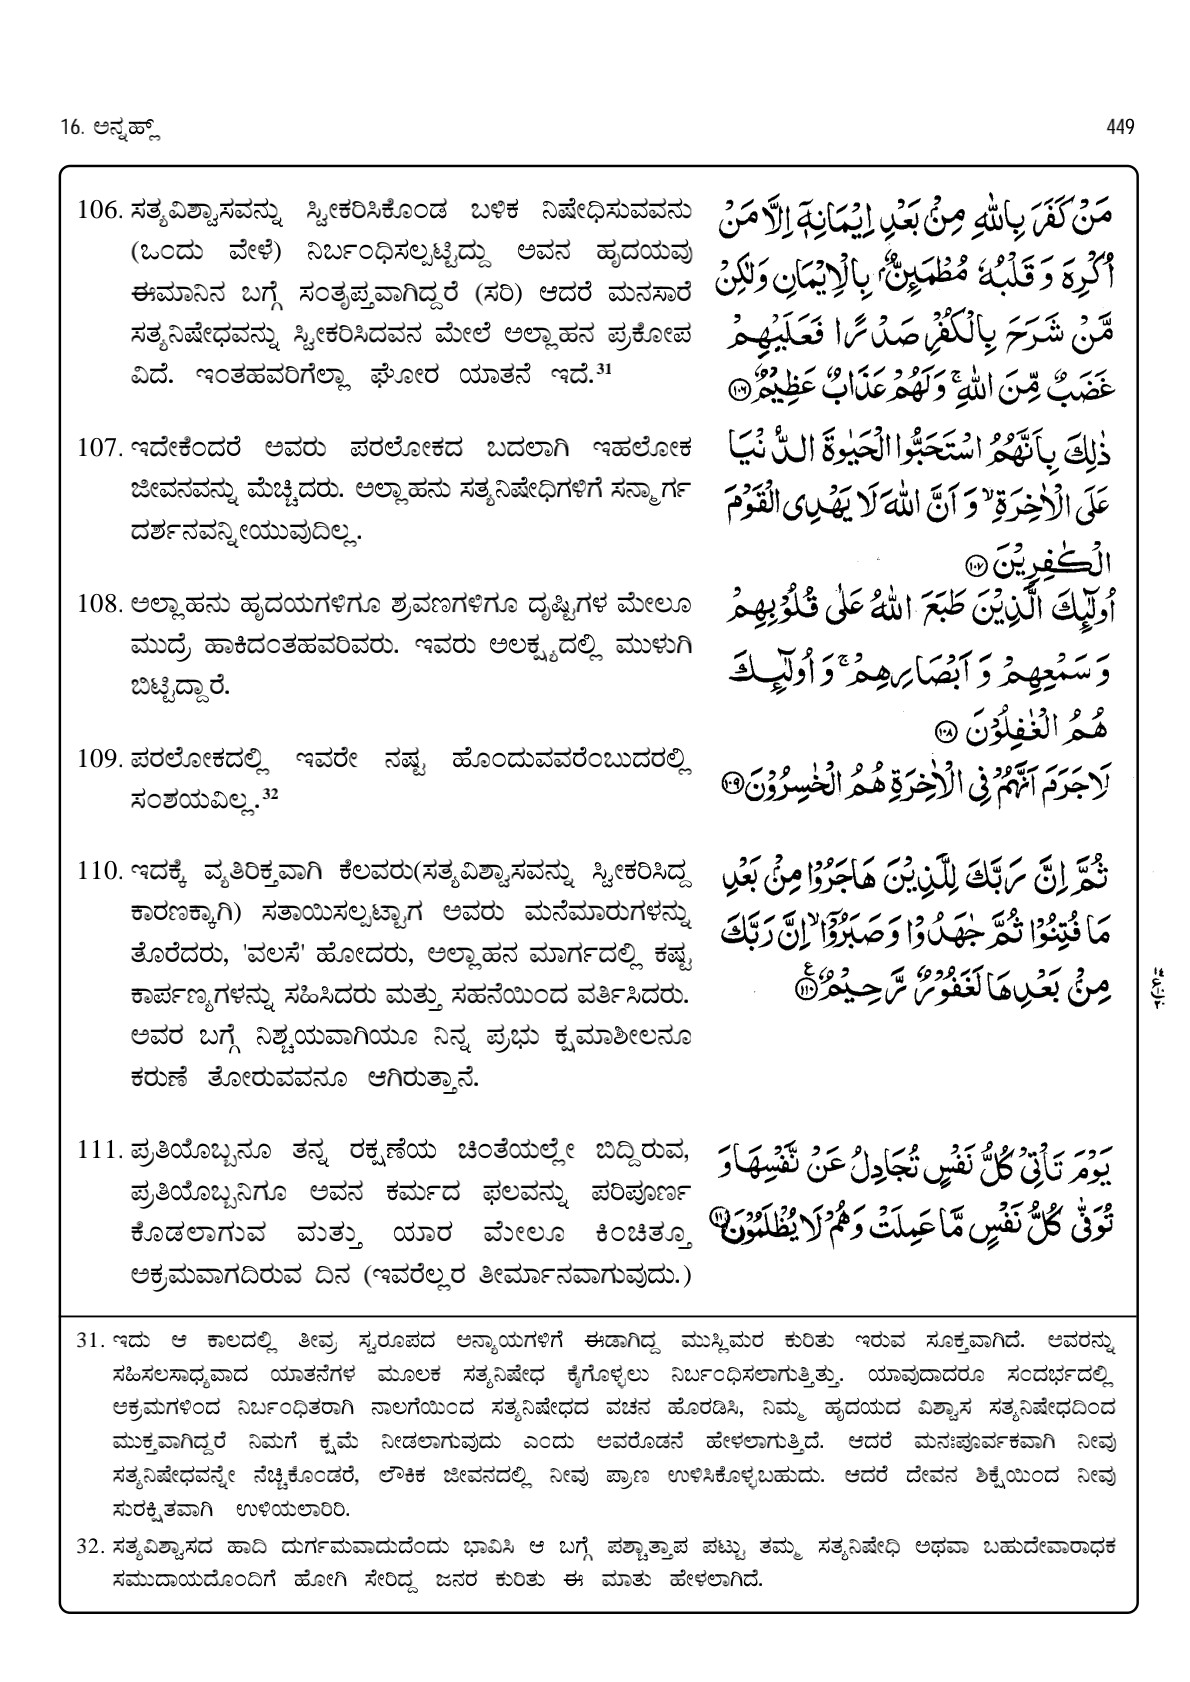 16. ಅನ್ನಹ್ಲ್
449
106. ಸತ್ಯವಿಶ್ವಾಸವನ್ನು ಸ್ವೀಕರಿಸಿಕೊಂಡ ಬಳಿಕ ನಿಷೇಧಿಸುವವನು
(ಒಂದು ವೇಳೆ) ನಿರ್ಬಂಧಿಸಲ್ಪಟ್ಟಿದ್ದು ಅವನ ಹೃದಯವು
ಈಮಾನಿನ ಬಗ್ಗೆ ಸಂತೃಪ್ತವಾಗಿದ್ದರೆ (ಸರಿ) ಆದರೆ ಮನಸಾರೆ
ಸತ್ಯನಿಷೇಧವನ್ನು ಸ್ವೀಕರಿಸಿದವನ ಮೇಲೆ ಅಲ್ಲಾಹನ ಪ್ರಕೋಪ
ವಿದೆ. ಇಂತಹವರಿಗೆಲ್ಲಾ ಘೋರ ಯಾತನೆ ಇದೆ.31
مَنْ كَفَرَ بِاللّٰهِ مِنْۢ بَعْدِ اِيْمَانِهٖۤ اِلَّا مَنْ
اُكْرِهَ وَ قَلْبُهٗ مُطْمَئِنٌّۢ بِالْاِيْمَانِ وَلٰكِنْ
مَّنْ شَرَحَ بِالْكُفْرِ صَدْرًا فَعَلَيْهِمْ
غَضَبٌ مِّنَ اللّٰهِ ۚ وَلَهُمْ عَذَابٌ عَظِيْمٌ ۝۱۰۶
107. ಇದೇಕೆಂದರೆ ಅವರು ಪರಲೋಕದ ಬದಲಾಗಿ ಇಹಲೋಕ
ಜೀವನವನ್ನು ಮೆಚ್ಚಿದರು. ಅಲ್ಲಾಹನು ಸತ್ಯನಿಷೇಧಿಗಳಿಗೆ ಸನ್ಮಾರ್ಗ
ದರ್ಶನವನ್ನೀಯುವುದಿಲ್ಲ.
ذٰلِكَ بِاَنَّهُمُ اسْتَحَبُّوا الْحَيٰوةَ الدُّنْيَا
عَلَى الْاٰخِرَةِ ۙ وَ اَنَّ اللّٰهَ لَا يَهْدِى الْقَوْمَ
الْكٰفِرِيْنَ ۝۱۰۷
108. ಅಲ್ಲಾಹನು ಹೃದಯಗಳಿಗೂ ಶ್ರವಣಗಳಿಗೂ ದೃಷ್ಟಿಗಳ ಮೇಲೂ
ಮುದ್ರೆ ಹಾಕಿದಂತಹವರಿವರು. ಇವರು ಅಲಕ್ಷ್ಯದಲ್ಲಿ ಮುಳುಗಿ
ಬಿಟ್ಟಿದ್ದಾರೆ.
اُولٰٓئِكَ الَّذِيْنَ طَبَعَ اللّٰهُ عَلٰى قُلُوْبِهِمْ
وَ سَمْعِهِمْ وَ اَبْصَارِهِمْ ۚ وَ اُولٰٓئِكَ
هُمُ الْغٰفِلُوْنَ ۝۱۰۸
109. ಪರಲೋಕದಲ್ಲಿ ಇವರೇ ನಷ್ಟ ಹೊಂದುವವರೆಂಬುದರಲ್ಲಿ
ಸಂಶಯವಿಲ್ಲ.32
لَا جَرَمَ اَنَّهُمْ فِى الْاٰخِرَةِ هُمُ الْخٰسِرُوْنَ ۝۱۰۹
110. ಇದಕ್ಕೆ ವ್ಯತಿರಿಕ್ತವಾಗಿ ಕೆಲವರು(ಸತ್ಯವಿಶ್ವಾಸವನ್ನು ಸ್ವೀಕರಿಸಿದ್ದ
ಕಾರಣಕ್ಕಾಗಿ) ಸತಾಯಿಸಲ್ಪಟ್ಟಾಗ ಅವರು ಮನೆಮಾರುಗಳನ್ನು
ತೊರೆದರು, 'ವಲಸೆ' ಹೋದರು, ಅಲ್ಲಾಹನ ಮಾರ್ಗದಲ್ಲಿ ಕಷ್ಟ
ಕಾರ್ಪಣ್ಯಗಳನ್ನು ಸಹಿಸಿದರು ಮತ್ತು ಸಹನೆಯಿಂದ ವರ್ತಿಸಿದರು.
ಅವರ ಬಗ್ಗೆ ನಿಶ್ಚಯವಾಗಿಯೂ ನಿನ್ನ ಪ್ರಭು ಕ್ಷಮಾಶೀಲನೂ
ಕರುಣೆ ತೋರುವವನೂ ಆಗಿರುತ್ತಾನೆ.
ثُمَّ اِنَّ رَبَّكَ لِلَّذِيْنَ هَاجَرُوْا مِنْۢ بَعْدِ
مَا فُتِنُوْا ثُمَّ جٰهَدُوْا وَ صَبَرُوْۤا ۙ اِنَّ رَبَّكَ
مِنْۢ بَعْدِهَا لَغَفُوْرٌ رَّحِيْمٌ ۝۱۱۰ ع
111. ಪ್ರತಿಯೊಬ್ಬನೂ ತನ್ನ ರಕ್ಷಣೆಯ ಚಿಂತೆಯಲ್ಲೇ ಬಿದ್ದಿರುವ,
ಪ್ರತಿಯೊಬ್ಬನಿಗೂ ಅವನ ಕರ್ಮದ ಫಲವನ್ನು ಪರಿಪೂರ್ಣ
ಕೊಡಲಾಗುವ ಮತ್ತು ಯಾರ ಮೇಲೂ ಕಿಂಚಿತ್ತೂ
ಅಕ್ರಮವಾಗದಿರುವ ದಿನ (ಇವರೆಲ್ಲರ ತೀರ್ಮಾನವಾಗುವುದು.)
يَوْمَ تَاْتِىْ كُلُّ نَفْسٍ تُجَادِلُ عَنْ نَّفْسِهَا وَ
تُوَفّٰى كُلُّ نَفْسٍ مَّا عَمِلَتْ وَهُمْ لَا يُظْلَمُوْنَ ۝۱۱۱
31. ಇದು ಆ ಕಾಲದಲ್ಲಿ ತೀವ್ರ ಸ್ವರೂಪದ ಅನ್ಯಾಯಗಳಿಗೆ ಈಡಾಗಿದ್ದ ಮುಸ್ಲಿಮರ ಕುರಿತು ಇರುವ ಸೂಕ್ತವಾಗಿದೆ. ಅವರನ್ನು
ಸಹಿಸಲಸಾಧ್ಯವಾದ ಯಾತನೆಗಳ ಮೂಲಕ ಸತ್ಯನಿಷೇಧ ಕೈಗೊಳ್ಳಲು ನಿರ್ಬಂಧಿಸಲಾಗುತ್ತಿತ್ತು. ಯಾವುದಾದರೂ ಸಂದರ್ಭದಲ್ಲಿ
ಆಕ್ರಮಗಳಿಂದ ನಿರ್ಬಂಧಿತರಾಗಿ ನಾಲಗೆಯಿಂದ ಸತ್ಯನಿಷೇಧದ ವಚನ ಹೊರಡಿಸಿ, ನಿಮ್ಮ ಹೃದಯದ ವಿಶ್ವಾಸ ಸತ್ಯನಿಷೇಧದಿಂದ
ಮುಕ್ತವಾಗಿದ್ದರೆ ನಿಮಗೆ ಕ್ಷಮೆ ನೀಡಲಾಗುವುದು ಎಂದು ಅವರೊಡನೆ ಹೇಳಲಾಗುತ್ತಿದೆ. ಆದರೆ ಮನಃಪೂರ್ವಕವಾಗಿ ನೀವು
ಸತ್ಯನಿಷೇಧವನ್ನೇ ನೆಚ್ಚಿಕೊಂಡರೆ, ಲೌಕಿಕ ಜೀವನದಲ್ಲಿ ನೀವು ಪ್ರಾಣ ಉಳಿಸಿಕೊಳ್ಳಬಹುದು. ಆದರೆ ದೇವನ ಶಿಕ್ಷೆಯಿಂದ ನೀವು
ಸುರಕ್ಷಿತವಾಗಿ ಉಳಿಯಲಾರಿರಿ.
32. ಸತ್ಯವಿಶ್ವಾಸದ ಹಾದಿ ದುರ್ಗಮವಾದುದೆಂದು ಭಾವಿಸಿ ಆ ಬಗ್ಗೆ ಪಶ್ಚಾತ್ತಾಪ ಪಟ್ಟು ತಮ್ಮ ಸತ್ಯನಿಷೇಧಿ ಅಥವಾ ಬಹುದೇವಾರಾಧಕ
ಸಮುದಾಯದೊಂದಿಗೆ ಹೋಗಿ ಸೇರಿದ್ದ ಜನರ ಕುರಿತು ಈ ಮಾತು ಹೇಳಲಾಗಿದೆ.